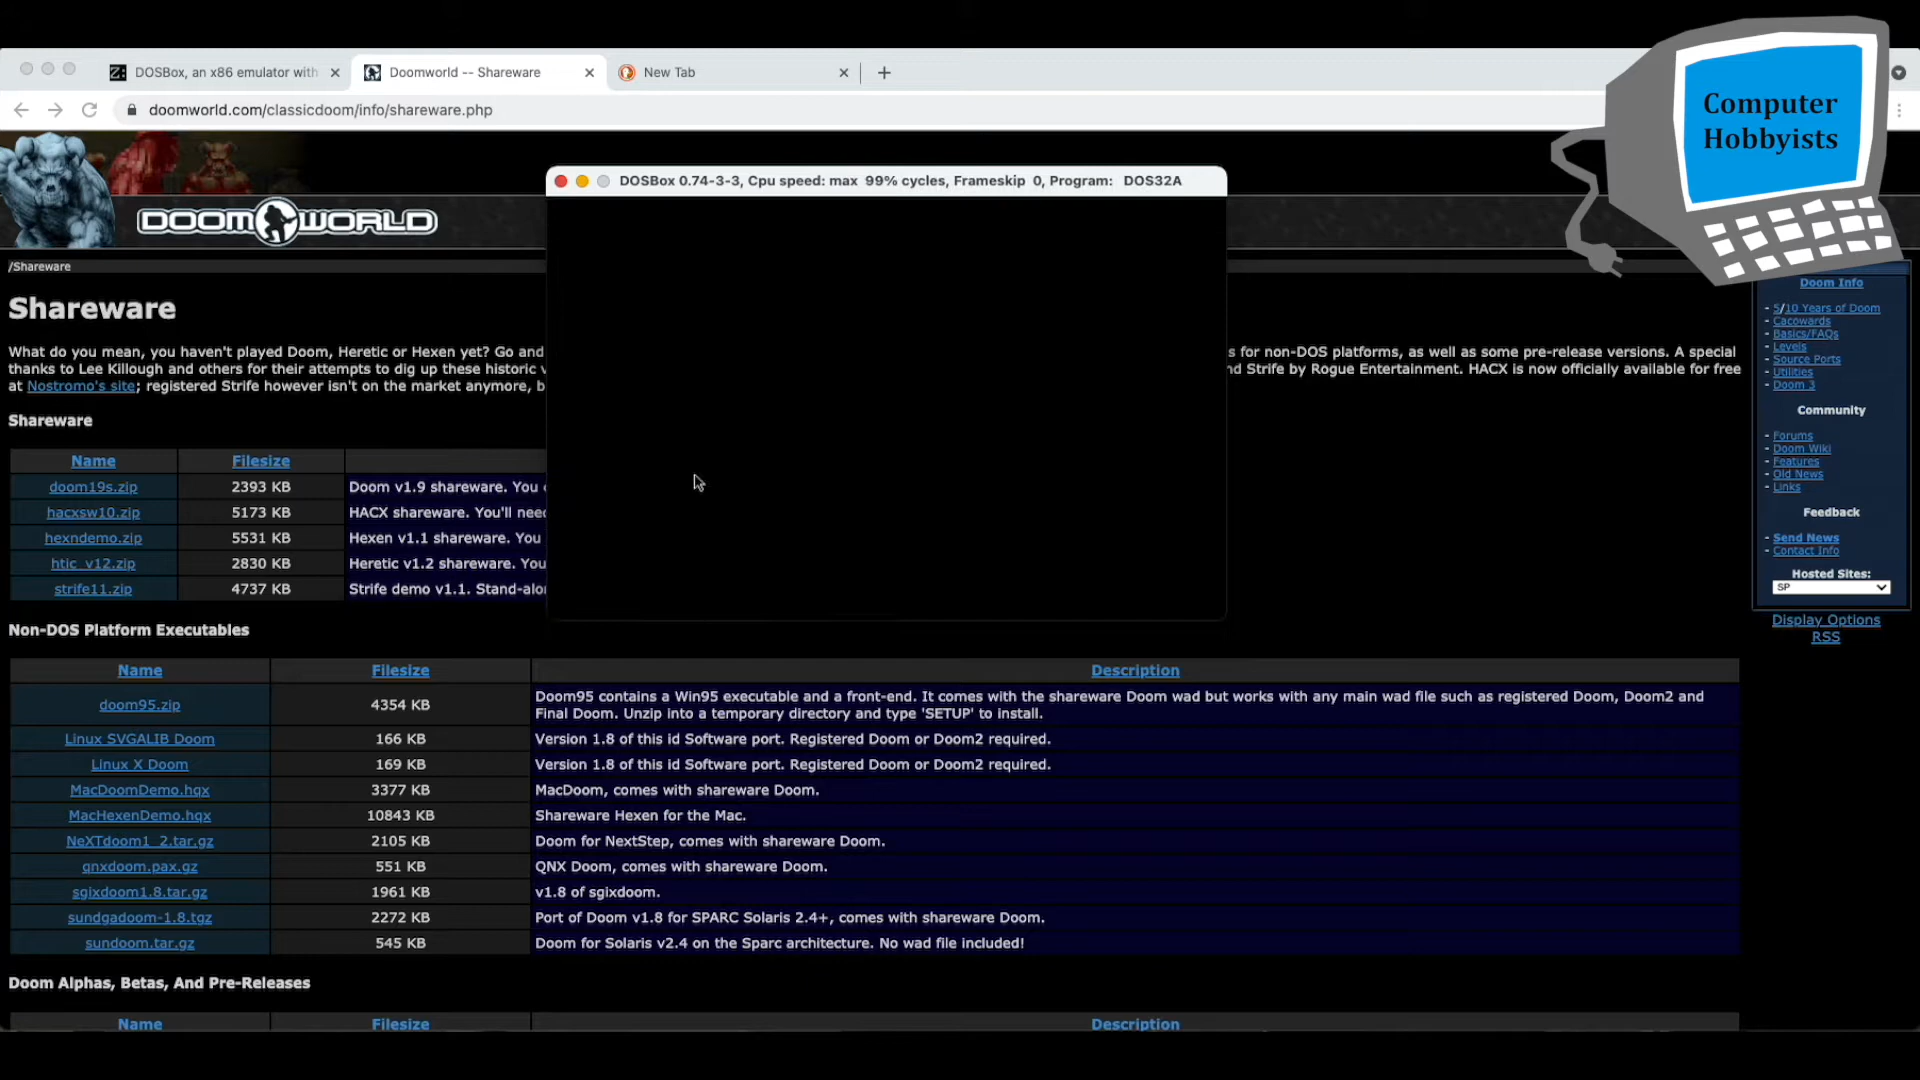 DOSBox, an x86 emulator with
Doomworld -- Shareware
New Tab
doomworld.com/classicdoom/info/shareware.php
Computer
Hobbyists
DOSBox 0.74-3-3, Cpu speed: max 99% cycles, Frameskip 0, Program: DOS32A
DOOMWORLD
/Shareware
Shareware
What do you mean, you haven't played Doom, Heretic or Hexen yet? Go and
s for non-DOS platforms, as well as some pre-release versions. A special
thanks to Lee Killough and others for their attempts to dig up these historic v
nd Strife by Rogue Entertainment. HACX is now officially available for free
at Nostromo's site; registered Strife however isn't on the market anymore, b
Shareware
Name Filesize
doom19s.zip 2393 KB Doom v1.9 shareware. You
hacxsw10.zip 5173 KB HACX shareware. You'll need
hexndemo.zip 5531 KB Hexen v1.1 shareware. You
htic_v12.zip 2830 KB Heretic v1.2 shareware. You
strife11.zip 4737 KB Strife demo v1.1. Stand-alo
Non-DOS Platform Executables
Name Filesize Description
doom95.zip 4354 KB Doom95 contains a Win95 executable and a front-end. It comes with the shareware Doom wad but works with any main wad file such as registered Doom, Doom2 and
Final Doom. Unzip into a temporary directory and type 'SETUP' to install.
Linux SVGALIB Doom 166 KB Version 1.8 of this id Software port. Registered Doom or Doom2 required.
Linux X Doom 169 KB Version 1.8 of this id Software port. Registered Doom or Doom2 required.
MacDoomDemo.hqx 3377 KB MacDoom, comes with shareware Doom.
MacHexenDemo.hqx 10843 KB Shareware Hexen for the Mac.
NeXTdoom1_2.tar.gz 2105 KB Doom for NextStep, comes with shareware Doom.
qnxdoom.pax.gz 551 KB QNX Doom, comes with shareware Doom.
sgixdoom1.8.tar.gz 1961 KB v1.8 of sgixdoom.
sundgadoom-1.8.tgz 2272 KB Port of Doom v1.8 for SPARC Solaris 2.4+, comes with shareware Doom.
sundoom.tar.gz 545 KB Doom for Solaris v2.4 on the Sparc architecture. No wad file included!
Doom Alphas, Betas, And Pre-Releases
Name Filesize Description
Doom Info
- 5/10 Years of Doom
- Cacowards
- Basics/FAQs
- Levels
- Source Ports
- Utilities
- Doom 3
Community
- Forums
- Doom Wiki
- Features
- Old News
- Links
Feedback
- Send News
- Contact Info
Hosted Sites:
SP
Display Options
RSS